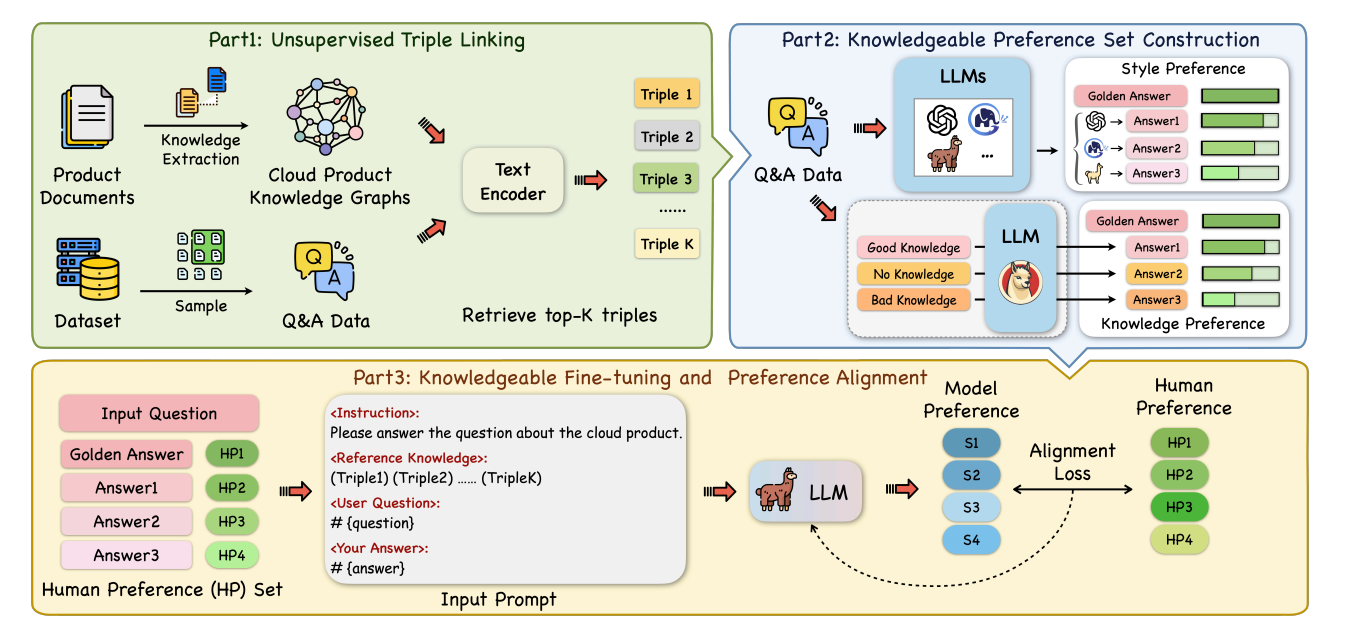 Part1: Unsupervised Triple Linking
Product
Documents
Knowledge
Extraction
Cloud Product
Knowledge Graphs
Dataset
Sample
Q
A
Q&A Data
Text
Encoder
Triple 1
Triple 2
Triple 3
......
Triple K
Retrieve top-K triples
Part2: Knowledgeable Preference Set Construction
Q
A
Q&A Data
LLMs
...
Style Preference
Golden Answer
Answer1
Answer2
Answer3
Good Knowledge
No Knowledge
Bad Knowledge
LLM
Golden Answer
Answer1
Answer2
Answer3
Knowledge Preference
Part3: Knowledgeable Fine-tuning and Preference Alignment
Input Question
Golden Answer HP1
Answer1 HP2
Answer2 HP3
Answer3 HP4
Human Preference (HP) Set
<Instruction>:
Please answer the question about the cloud product.
<Reference Knowledge>:
(Triple1) (Triple2) ...... (TripleK)
<User Question>:
# {question}
<Your Answer>:
# {answer}
Input Prompt
LLM
Model
Preference
S1
S2
S3
S4
Alignment
Loss
Human
Preference
HP1
HP2
HP3
HP4